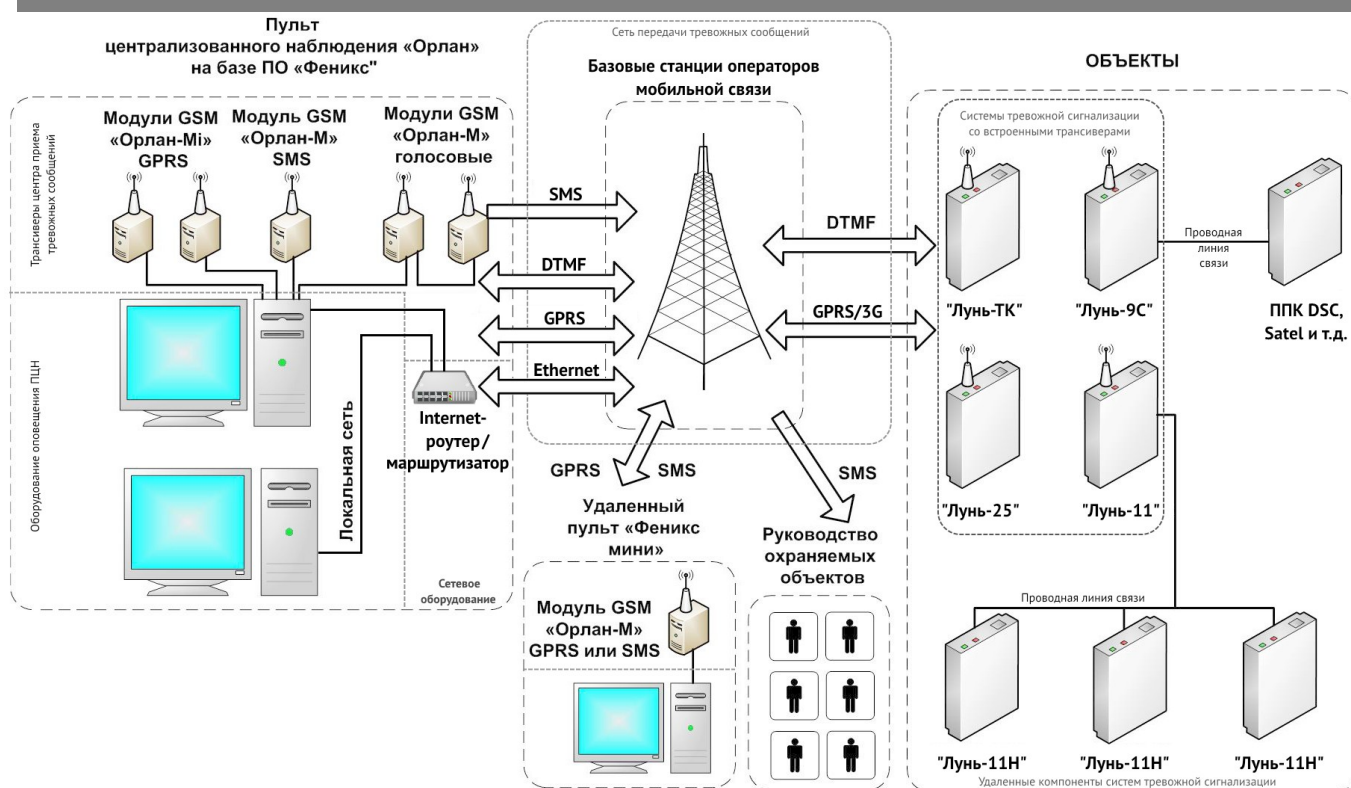 Пульт
централизованного наблюдения «Орлан»
на базе ПО «Феникс"
Трансиверы центра приема
тревожных сообщений
Модули GSM
«Орлан-Mi»
GPRS
Модуль GSM
«Орлан-М»
SMS
Модули GSM
«Орлан-М»
голосовые
Оборудование оповещения ПЦН
Локальная сеть
Internet-
роутер/
маршрутизатор
Сетевое
оборудование
Сеть передачи тревожных сообщений
Базовые станции операторов
мобильной связи
SMS
DTMF
GPRS
Ethernet
DTMF
GPRS/3G
GPRS
SMS
SMS
Удаленный
пульт «Феникс
мини»
Модуль GSM
«Орлан-М»
GPRS или SMS
Руководство
охраняемых
объектов
ОБЪЕКТЫ
Системы тревожной сигнализации
со встроенными трансиверами
"Лунь-ТК"
"Лунь-9С"
Проводная
линия
связи
ППК DSC,
Satel и т.д.
"Лунь-25"
"Лунь-11"
Проводная линия связи
"Лунь-11Н"
"Лунь-11Н"
"Лунь-11Н"
Удаленные компоненты систем тревожной сигнализации